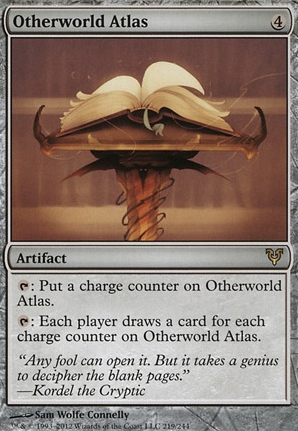 Otherworld Atlas 4
Artifact
: Put a charge counter on Otherworld
Atlas.
: Each player draws a card for each
charge counter on Otherworld Atlas.
“Any fool can open it. But it takes a genius
to decipher the blank pages.”
—Kordel the Cryptic
Sam Wolfe Connelly
™ & © 1993–2012 Wizards of the Coast LLC 219/244